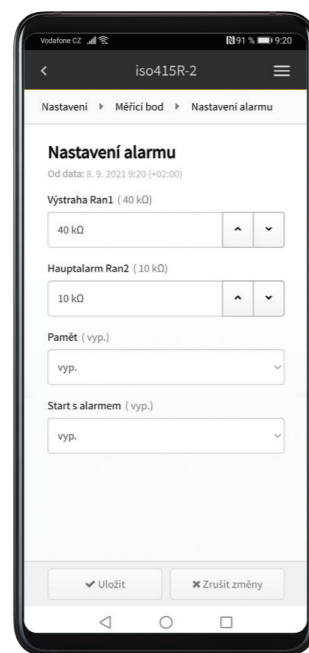 Vodafone CZ 91 % 9:20
iso415R-2
Nastavení Měřicí bod Nastavení alarmu
Nastavení alarmu
Od data: 8. 9. 2021 9:20 (+02:00)
Výstraha Ran1 ( 40 kΩ)
40 kΩ
Hauptalarm Ran2 ( 10 kΩ)
10 kΩ
Pamět ( vyp.)
vyp.
Start s alarmem ( vyp.)
vyp.
Uložit Zrušit změny